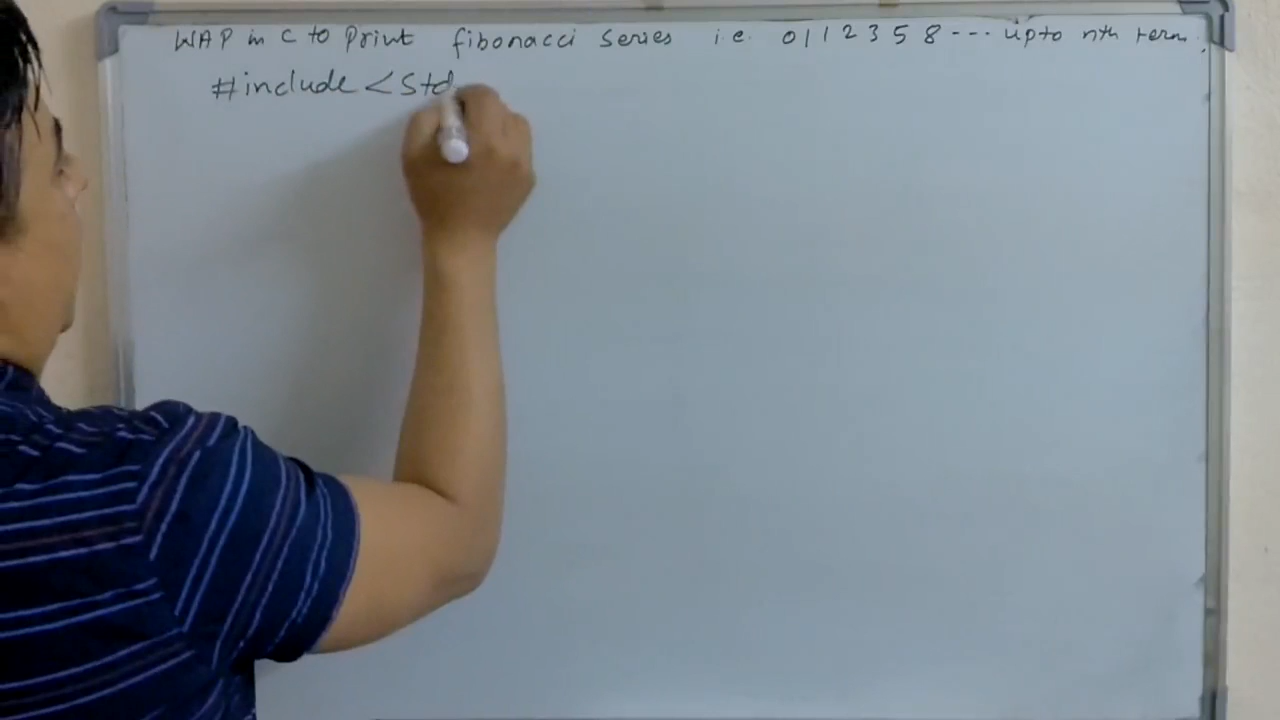 WAP in C to Print fibonacci series i.e. 0 1 1 2 3 5 8 --- upto nth term.
#include <Std